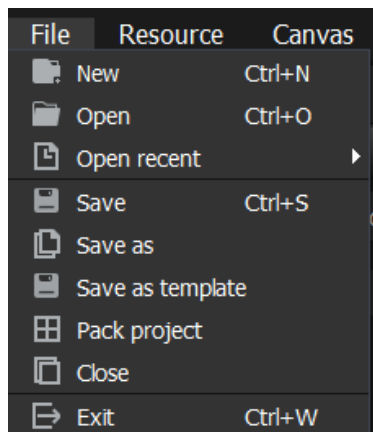 File Resource Canvas
New Ctrl+N
Open Ctrl+O
Open recent
Save Ctrl+S
Save as
Save as template
Pack project
Close
Exit Ctrl+W